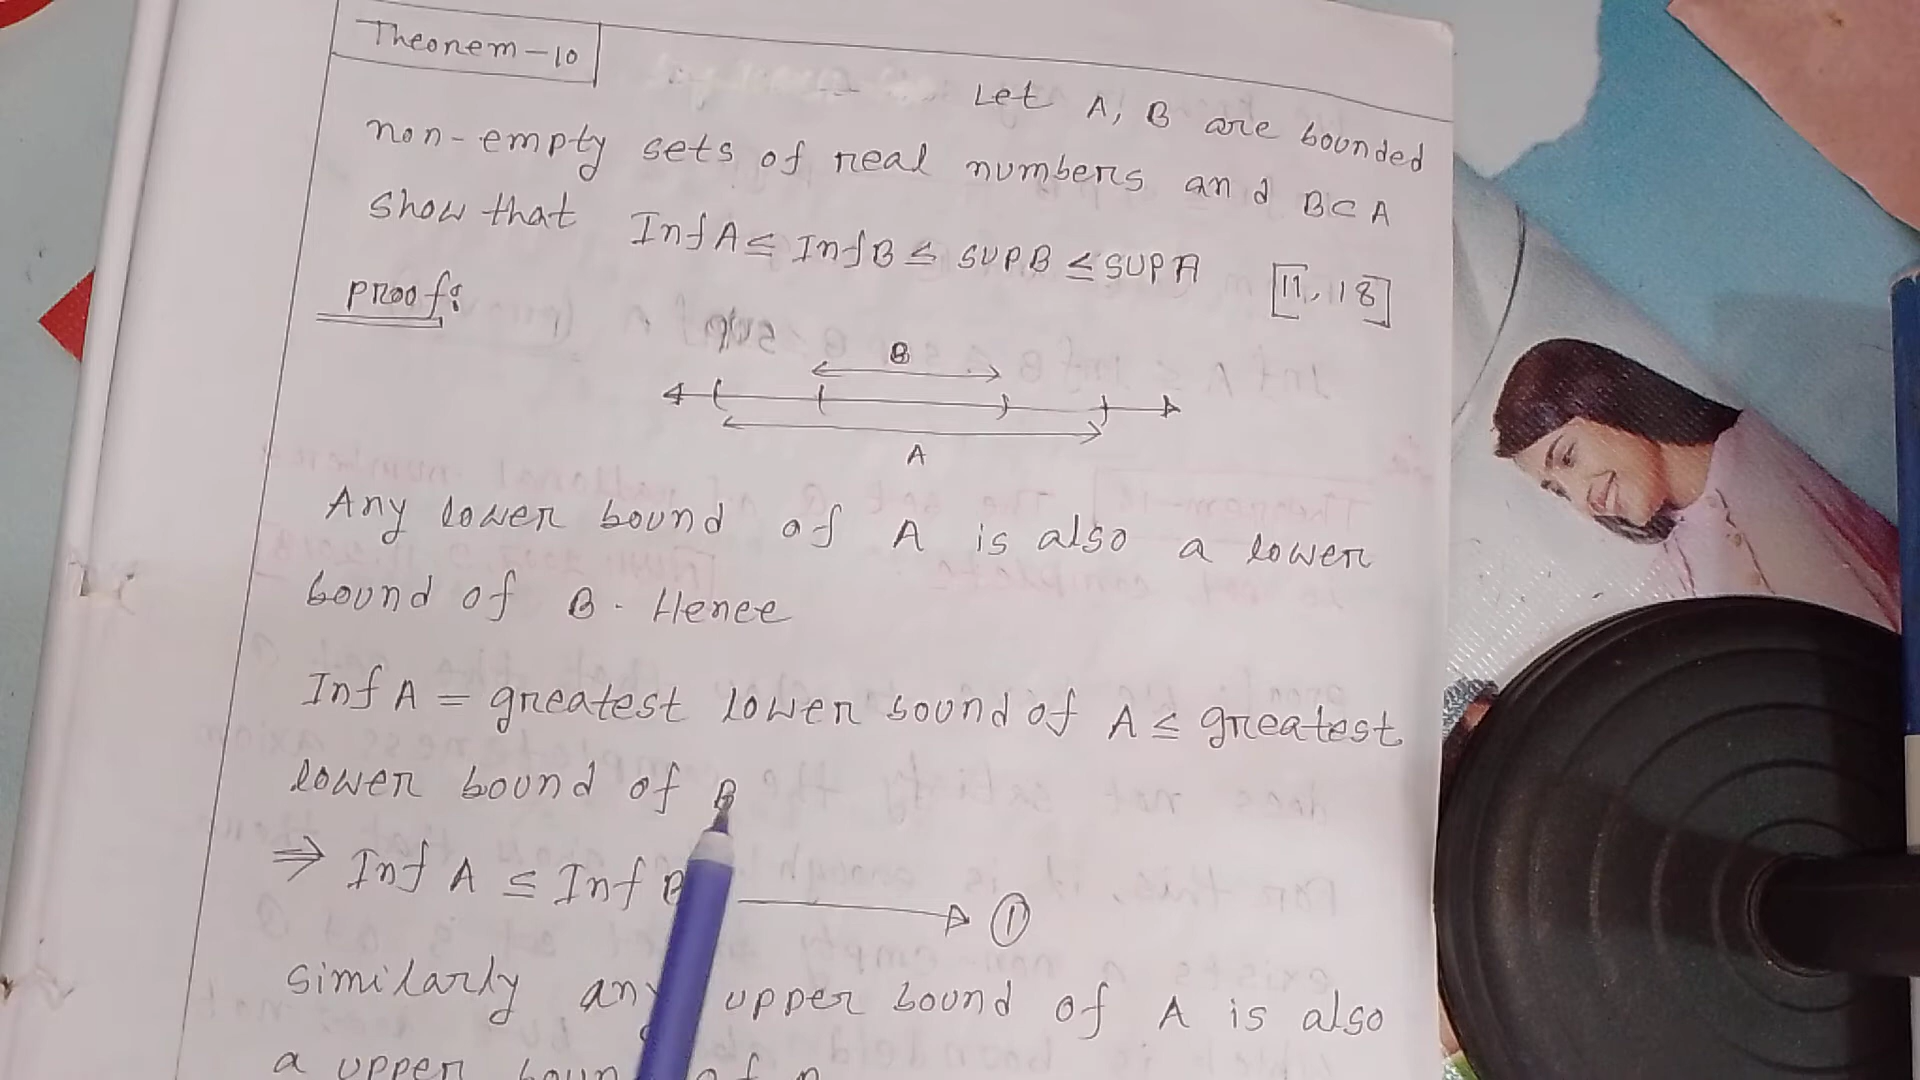 Theorem-10
Let A, B are bounded
non-empty sets of real numbers and B⊂A
show that Inf A ≤ Inf B ≤ SUP B ≤ SUP A [11, 18]
Proof:
B
A
Any lower bound of A is also a lower
bound of B. Hence
Inf A = greatest lower bound of A ≤ greatest
lower bound of B
⇒ Inf A ≤ Inf B → ①
similarly any upper bound of A is also
a upper of